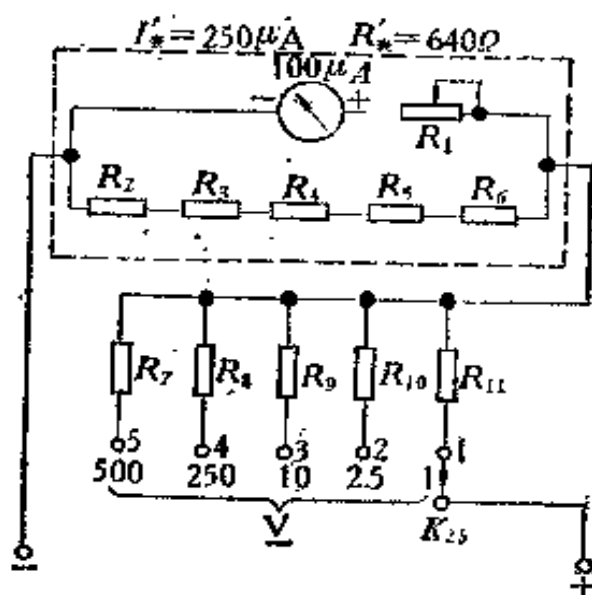 I'* = 250μA R'* = 640Ω
100μA
− +
R1
R2 R3 R4 R5 R6
R7 R8 R9 R10 R11
5 4 3 2 1
500 250 10 2.5 1
V
K25
− +